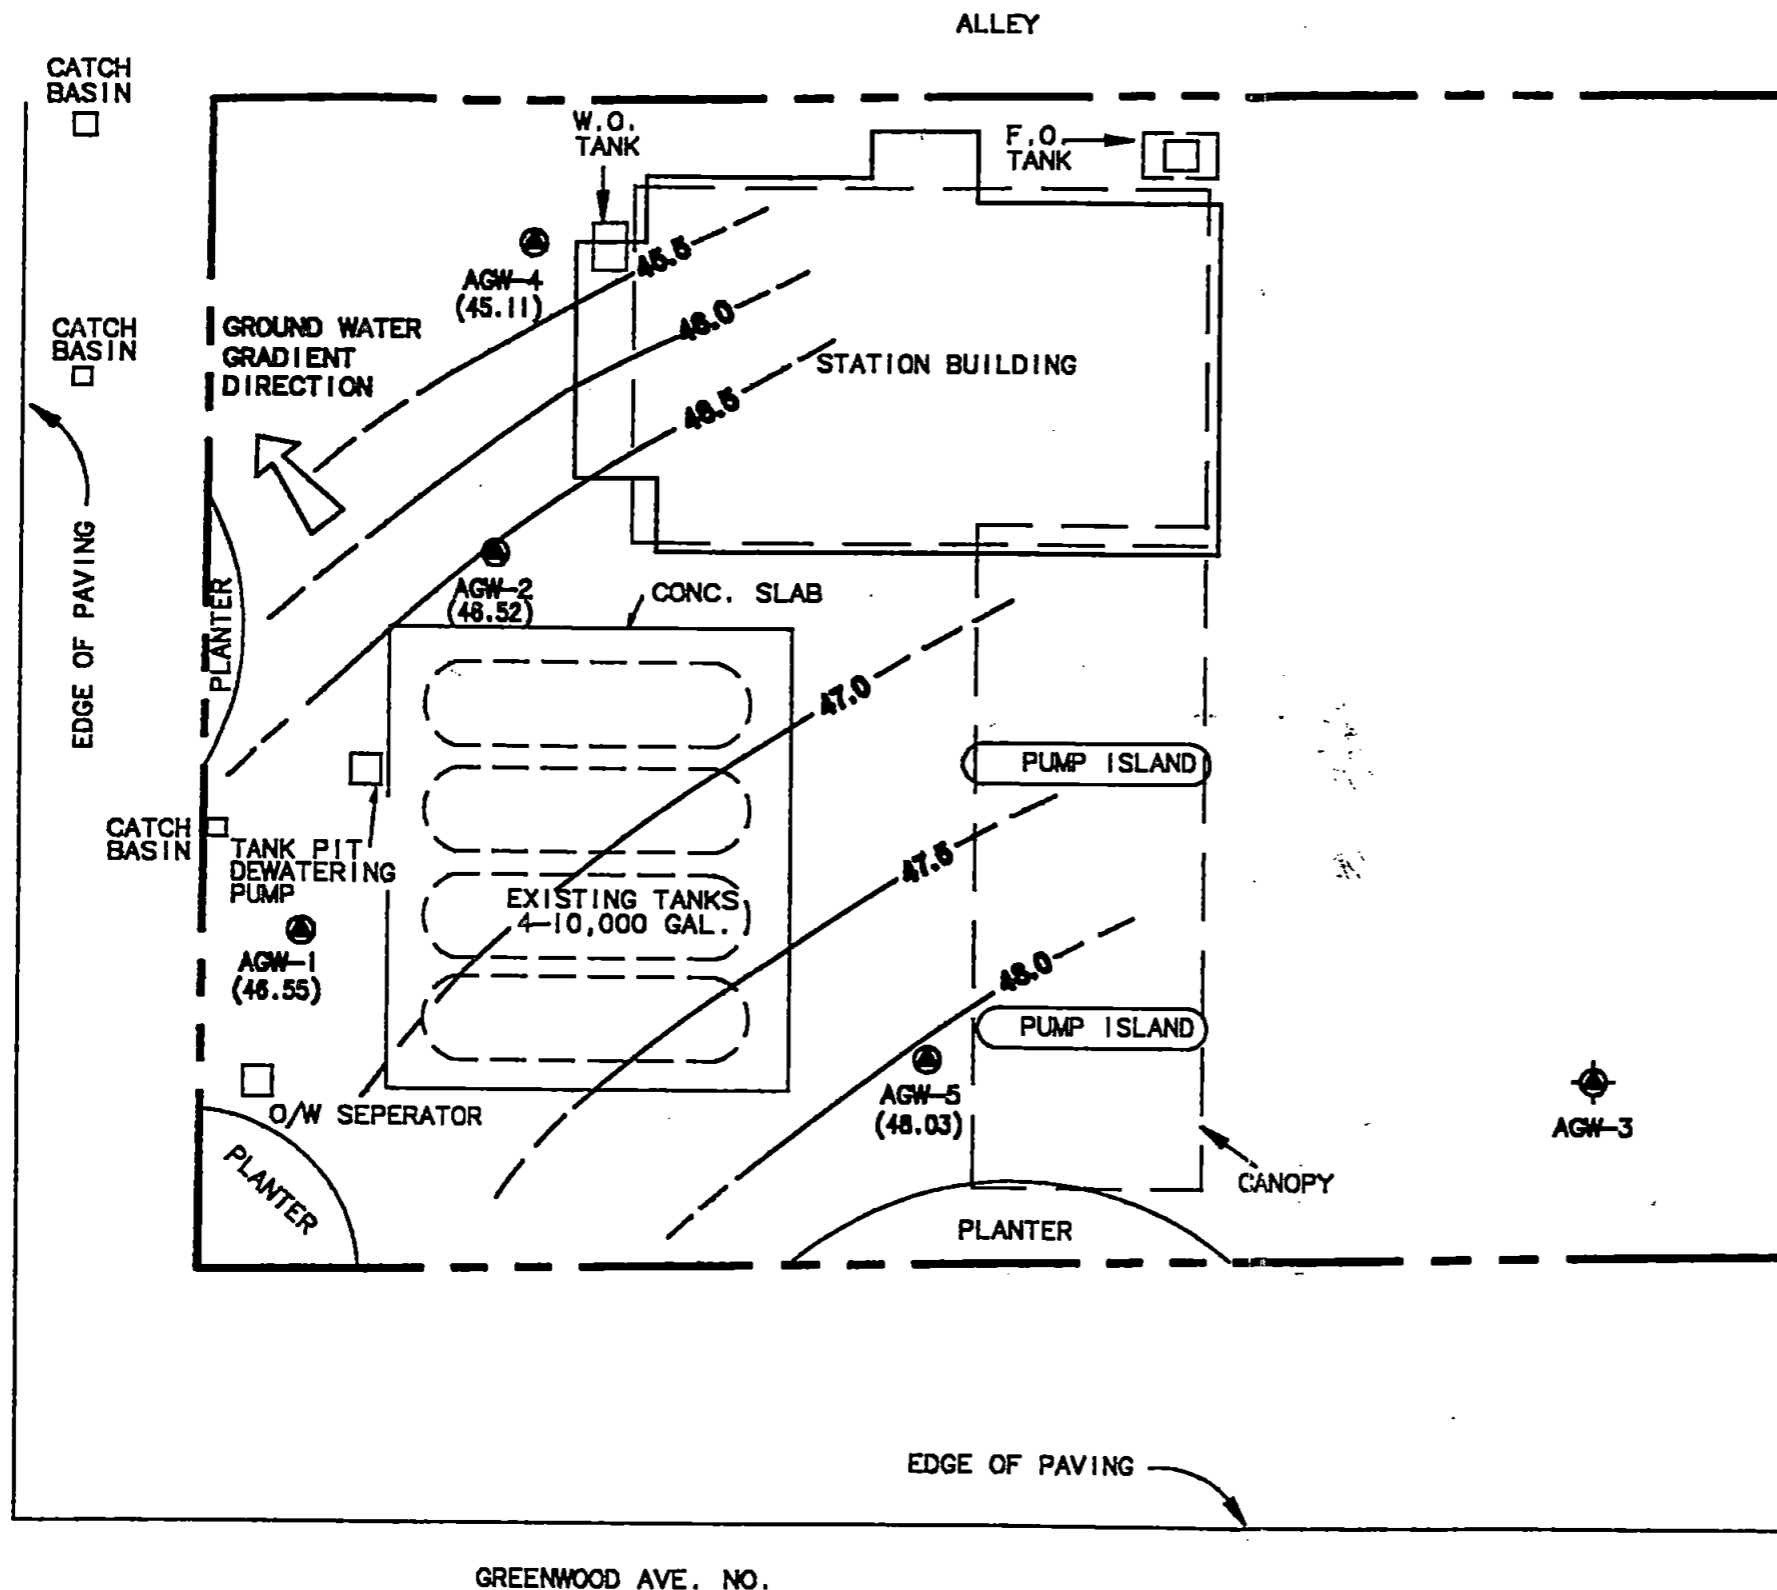 ALLEY
CATCH
BASIN
W.O.
TANK
F.O.
TANK
AGW-4
(45.11)
45.5
46.0
46.5
CATCH
BASIN
GROUND WATER
GRADIENT
DIRECTION
STATION BUILDING
EDGE OF PAVING
PLANTER
AGW-2
(46.52)
CONC. SLAB
47.0
PUMP ISLAND
CATCH
BASIN
TANK PIT
DEWATERING
PUMP
47.5
EXISTING TANKS
4-10,000 GAL.
AGW-1
(46.55)
48.0
PUMP ISLAND
O/W SEPERATOR
AGW-5
(48.03)
AGW-3
PLANTER
CANOPY
PLANTER
EDGE OF PAVING
GREENWOOD AVE. NO.